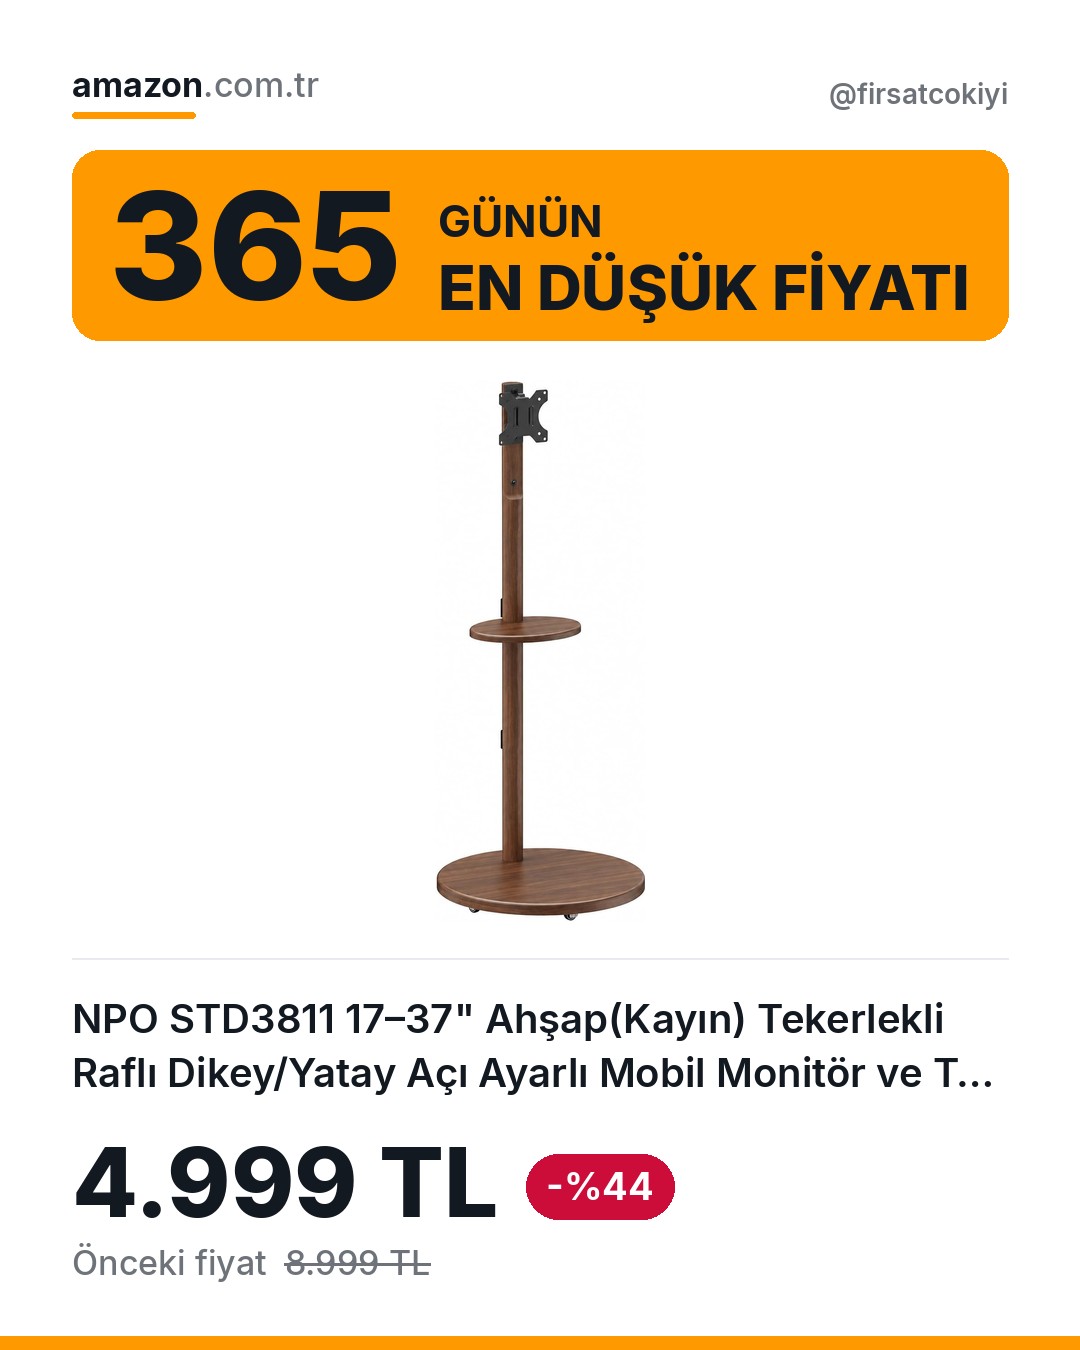 amazon.com.tr
@firsatcokiyi
365
GÜNÜN
EN DÜŞÜK FİYATI
NPO STD3811 17–37" Ahşap(Kayın) Tekerlekli
Raflı Dikey/Yatay Açı Ayarlı Mobil Monitör ve T...
4.999 TL
-%44
Önceki fiyat 8.999 TL